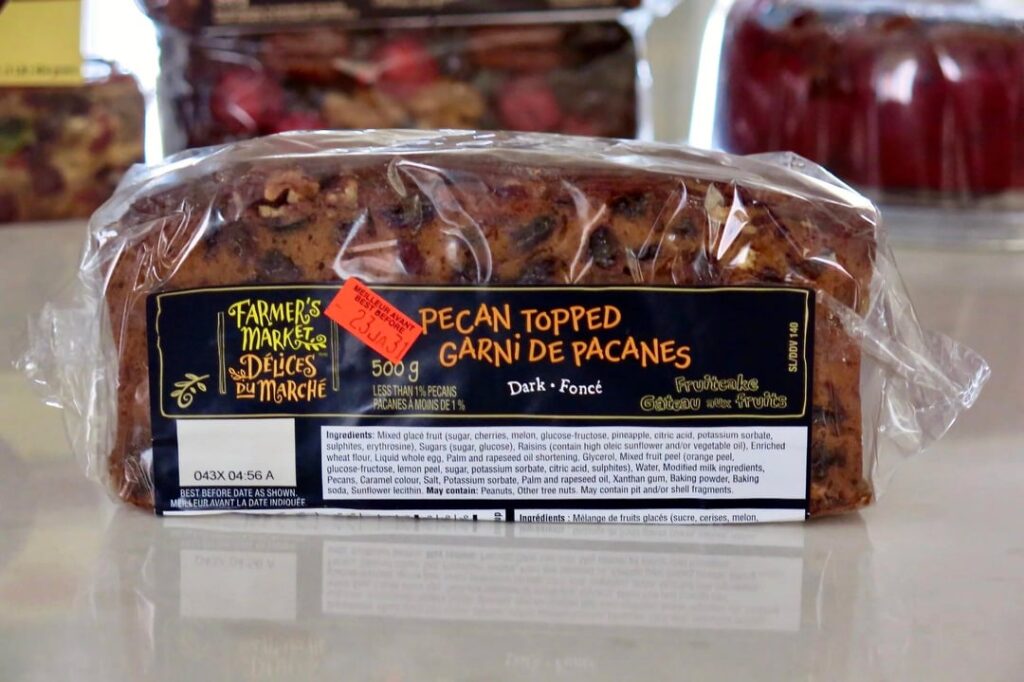 FARMER'S
MARKET
DÉLICES
DU MARCHÉ
MEILLEUR AVANT
BEST BEFORE
PECAN TOPPED
GARNI DE PACANES
500 g
LESS THAN 1% PECANS
PACANES À MOINS DE 1 %
Dark • Foncé
Fruitcake
Gâteau aux fruits
SL/DDV 140
043X 04:56 A
BEST BEFORE DATE AS SHOWN.
MEILLEUR AVANT LA DATE INDIQUÉE
Ingredients: Mixed glacé fruit (sugar, cherries, melon, glucose-fructose, pineapple, citric acid, potassium sorbate,
sulphites, erythrosine), Sugars (sugar, glucose), Raisins (contain high oleic sunflower and/or vegetable oil), Enriched
wheat flour, Liquid whole egg, Palm and rapeseed oil shortening, Glycerol, Mixed fruit peel (orange peel,
glucose-fructose, lemon peel, sugar, potassium sorbate, citric acid, sulphites), Water, Modified milk ingredients,
Pecans, Caramel colour, Salt, Potassium sorbate, Palm and rapeseed oil, Xanthan gum, Baking powder, Baking
soda, Sunflower lecithin. May contain: Peanuts, Other tree nuts. May contain pit and/or shell fragments.
Ingrédients : Mélange de fruits glacés (sucre, cerises, melon,